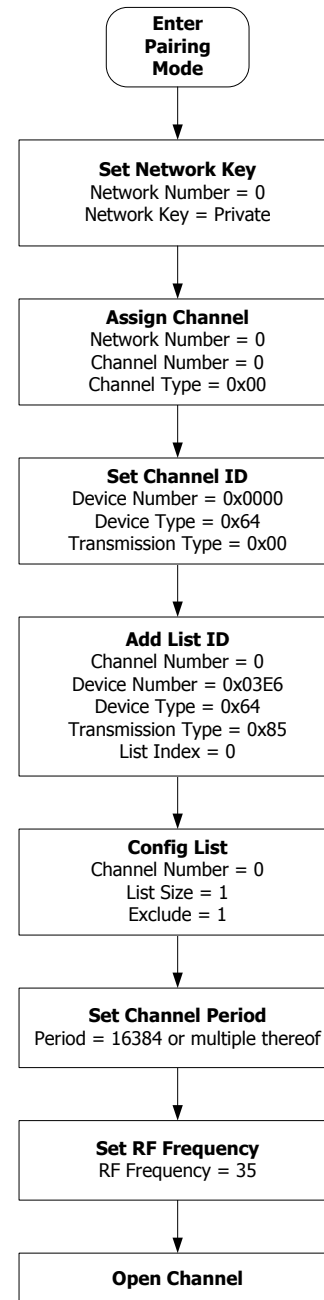 Enter
Pairing
Mode
Set Network Key
Network Number = 0
Network Key = Private
Assign Channel
Network Number = 0
Channel Number = 0
Channel Type = 0x00
Set Channel ID
Device Number = 0x0000
Device Type = 0x64
Transmission Type = 0x00
Add List ID
Channel Number = 0
Device Number = 0x03E6
Device Type = 0x64
Transmission Type = 0x85
List Index = 0
Config List
Channel Number = 0
List Size = 1
Exclude = 1
Set Channel Period
Period = 16384 or multiple thereof
Set RF Frequency
RF Frequency = 35
Open Channel